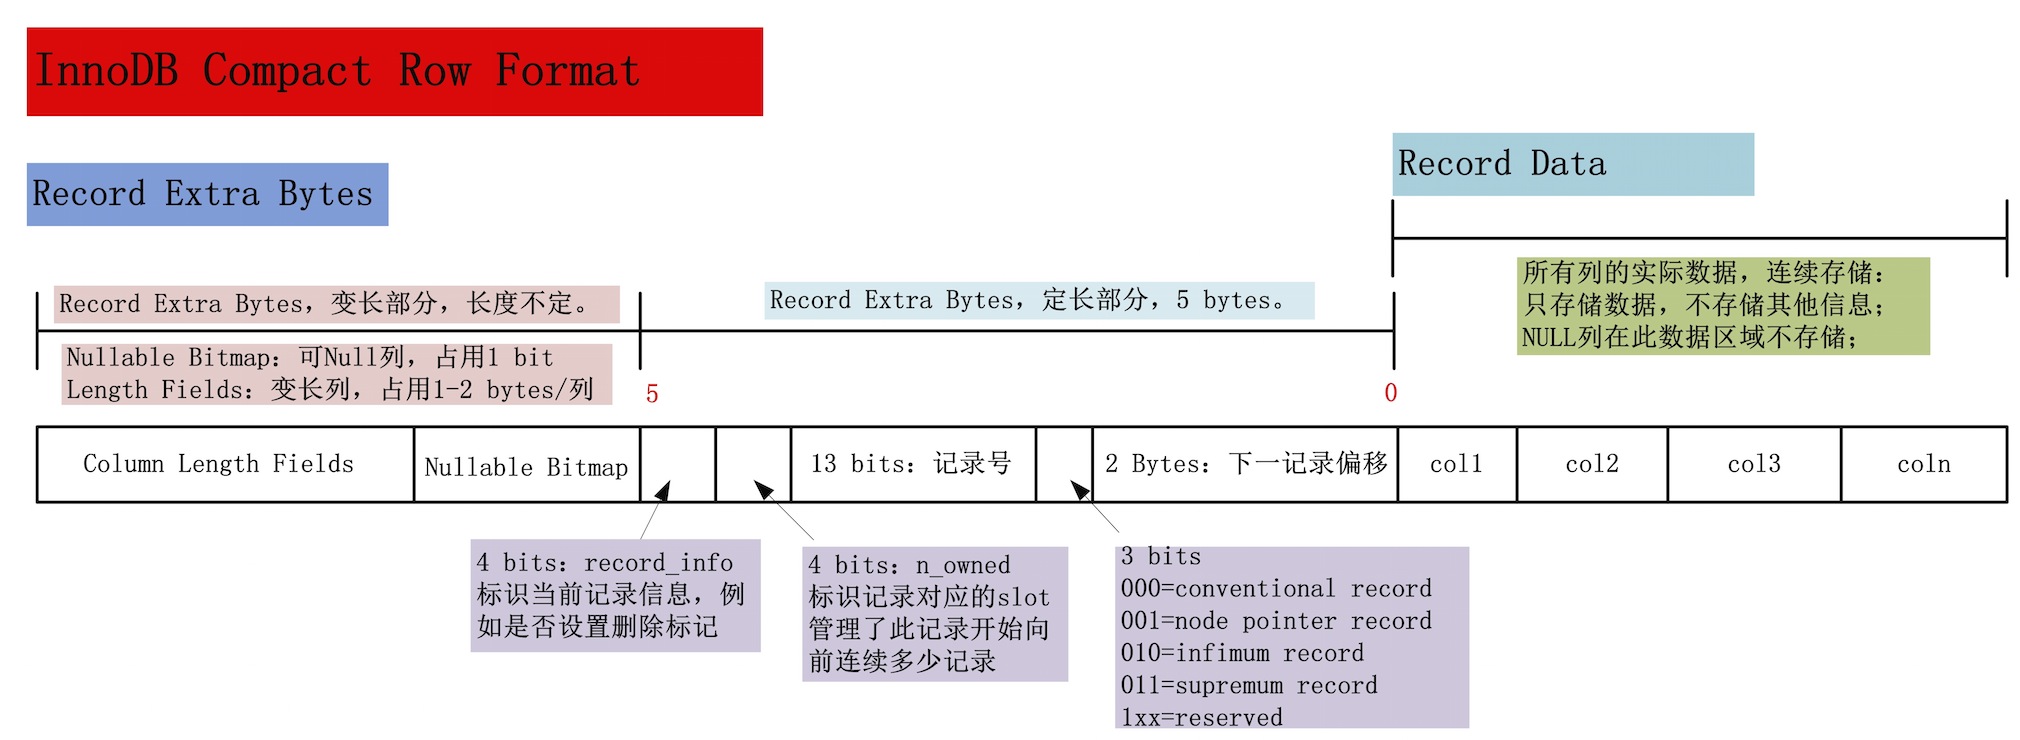 InnoDB Compact Row Format
Record Data
Record Extra Bytes
所有列的实际数据，连续存储：
只存储数据，不存储其他信息；
NULL列在此数据区域不存储；
Record Extra Bytes，变长部分，长度不定。
Record Extra Bytes，定长部分，5 bytes。
Nullable Bitmap：可Null列，占用1 bit
Length Fields：变长列，占用1-2 bytes/列
5
0
Column Length Fields
Nullable Bitmap
13 bits：记录号
2 Bytes：下一记录偏移
col1
col2
col3
coln
4 bits：record_info
标识当前记录信息，例
如是否设置删除标记
4 bits：n_owned
标识记录对应的slot
管理了此记录开始向
前连续多少记录
3 bits
000=conventional record
001=node pointer record
010=infimum record
011=supremum record
1xx=reserved